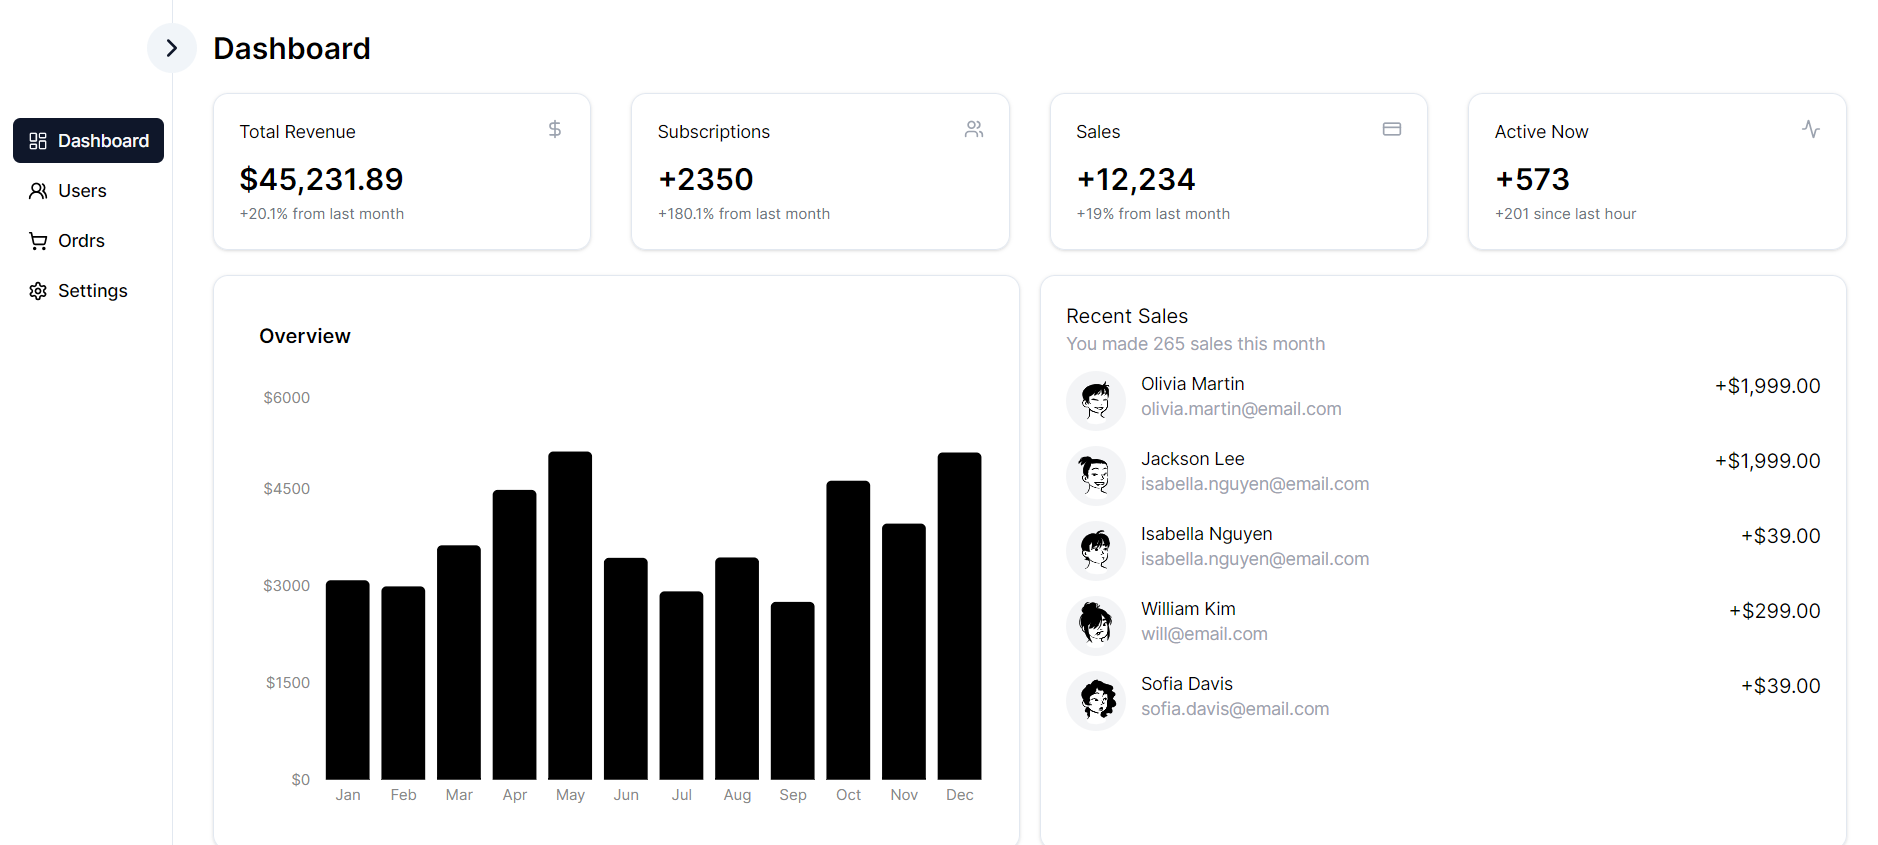 Dashboard
Dashboard
Users
Ordrs
Settings
Total Revenue
$45,231.89
+20.1% from last month
Subscriptions
+2350
+180.1% from last month
Sales
+12,234
+19% from last month
Active Now
+573
+201 since last hour
Overview
$6000
$4500
$3000
$1500
$0
Jan Feb Mar Apr May Jun Jul Aug Sep Oct Nov Dec
Recent Sales
You made 265 sales this month
Olivia Martin
olivia.martin@email.com
+$1,999.00
Jackson Lee
isabella.nguyen@email.com
+$1,999.00
Isabella Nguyen
isabella.nguyen@email.com
+$39.00
William Kim
will@email.com
+$299.00
Sofia Davis
sofia.davis@email.com
+$39.00